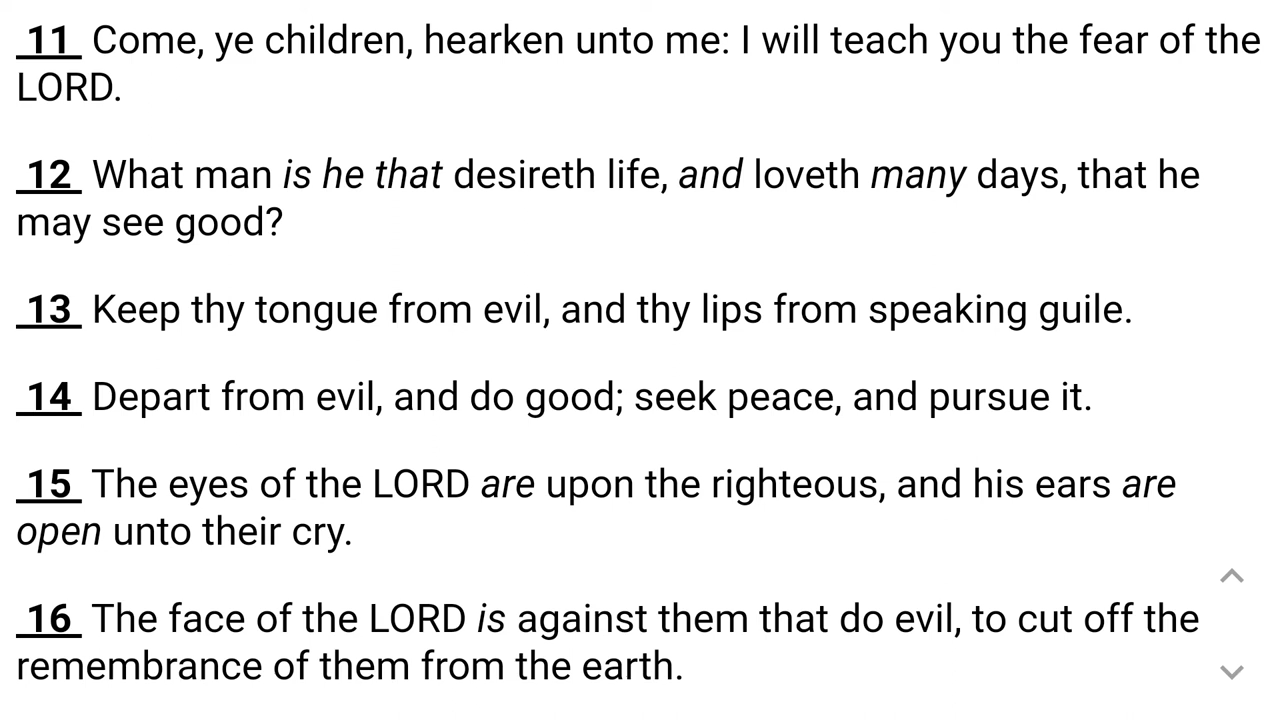 11 Come, ye children, hearken unto me: I will teach you the fear of the
LORD.
12 What man is he that desireth life, and loveth many days, that he
may see good?
13 Keep thy tongue from evil, and thy lips from speaking guile.
14 Depart from evil, and do good; seek peace, and pursue it.
15 The eyes of the LORD are upon the righteous, and his ears are
open unto their cry.
16 The face of the LORD is against them that do evil, to cut off the
remembrance of them from the earth.